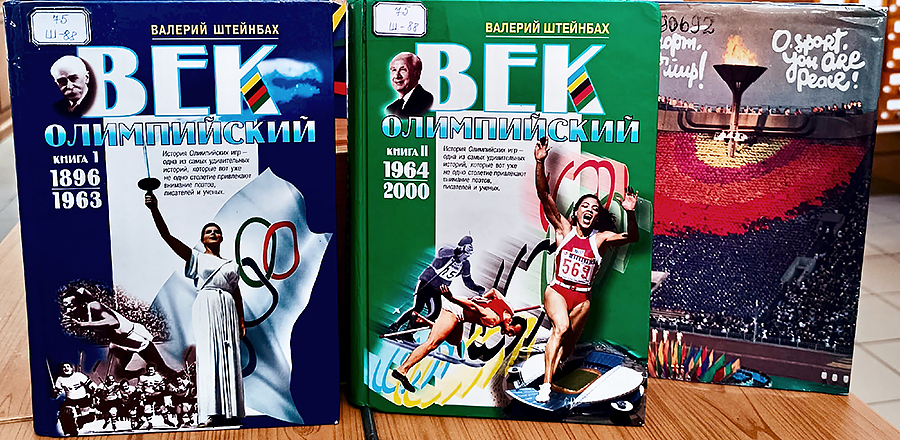 75
Ш-88
ВАЛЕРИЙ ШТЕЙНБАХ
ВЕК
ОЛИМПИЙСКИЙ
КНИГА 1
1896
1963
История Олимпийских игр —
одна из самых удивительных
историй, которые вот уже
не одно столетие привлекают
внимание поэтов,
писателей и ученых.
75
Ш-88
ВАЛЕРИЙ ШТЕЙНБАХ
ВЕК
ОЛИМПИЙСКИЙ
КНИГА II
1964
2000
История Олимпийских игр —
одна из самых удивительных
историй, которые вот уже
не одно столетие привлекают
внимание поэтов,
писателей и ученых.
569
90692
O, sport,
you are
peace!